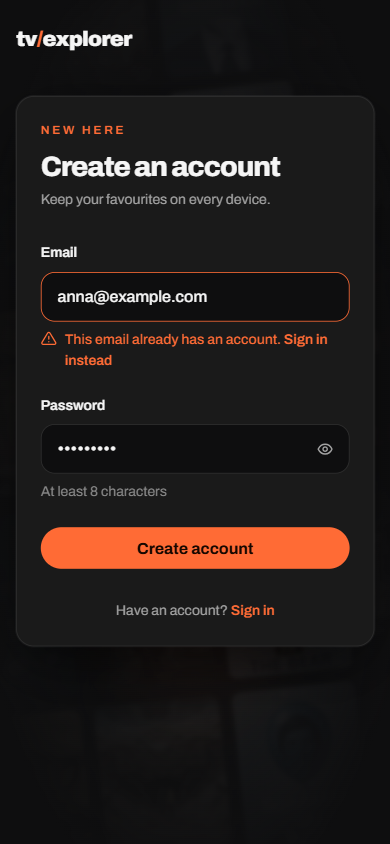 tv/explorer
NEW HERE
Create an account
Keep your favourites on every device.
Email
anna@example.com
This email already has an account. Sign in
instead
Password
•••••••••
At least 8 characters
Create account
Have an account? Sign in